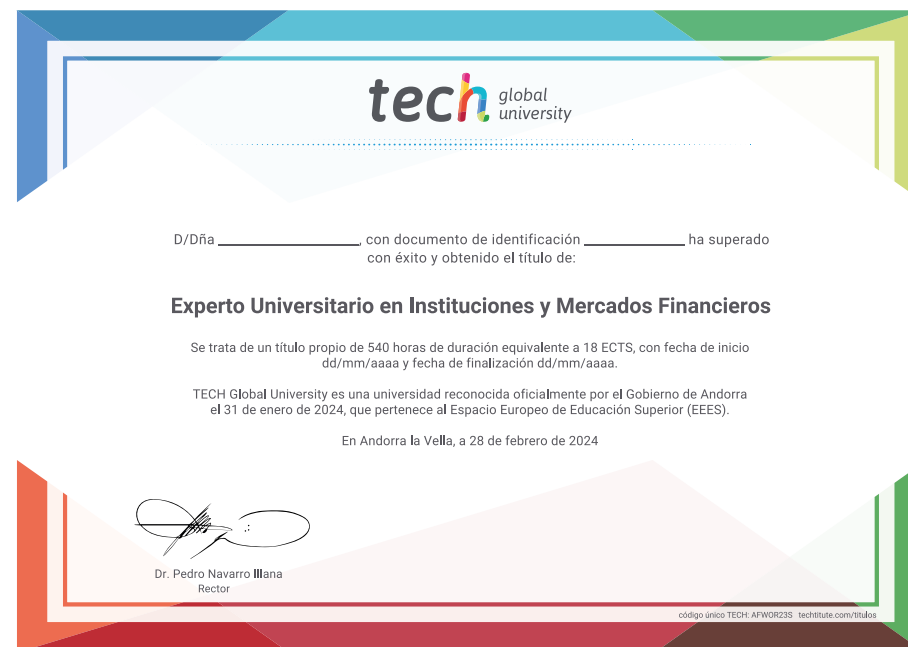 tech global university
D/Dña ____________________, con documento de identificación ______________ ha superado
con éxito y obtenido el título de:
Experto Universitario en Instituciones y Mercados Financieros
Se trata de un título propio de 540 horas de duración equivalente a 18 ECTS, con fecha de inicio
dd/mm/aaaa y fecha de finalización dd/mm/aaaa.
TECH Global University es una universidad reconocida oficialmente por el Gobierno de Andorra
el 31 de enero de 2024, que pertenece al Espacio Europeo de Educación Superior (EEES).
En Andorra la Vella, a 28 de febrero de 2024
Dr. Pedro Navarro Illana
Rector
código único TECH: AFWOR23S techtitute.com/titulos